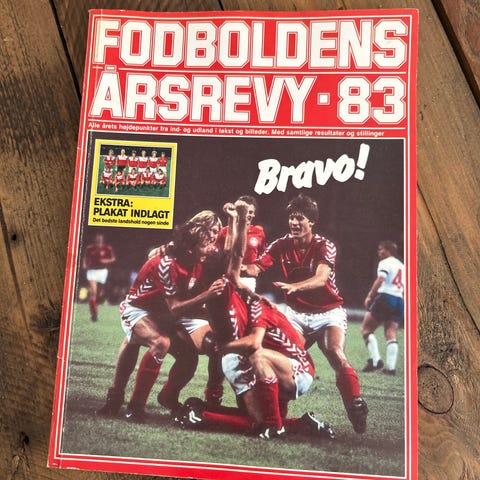 FODBOLDENS
ÅRSREVY · 83
Alle årets højdepunkter fra ind- og udland i tekst og billeder. Med samtlige resultater og stillinger
Bravo!
EKSTRA:
PLAKAT INDLAGT
Det bedste landshold nogen sinde
4